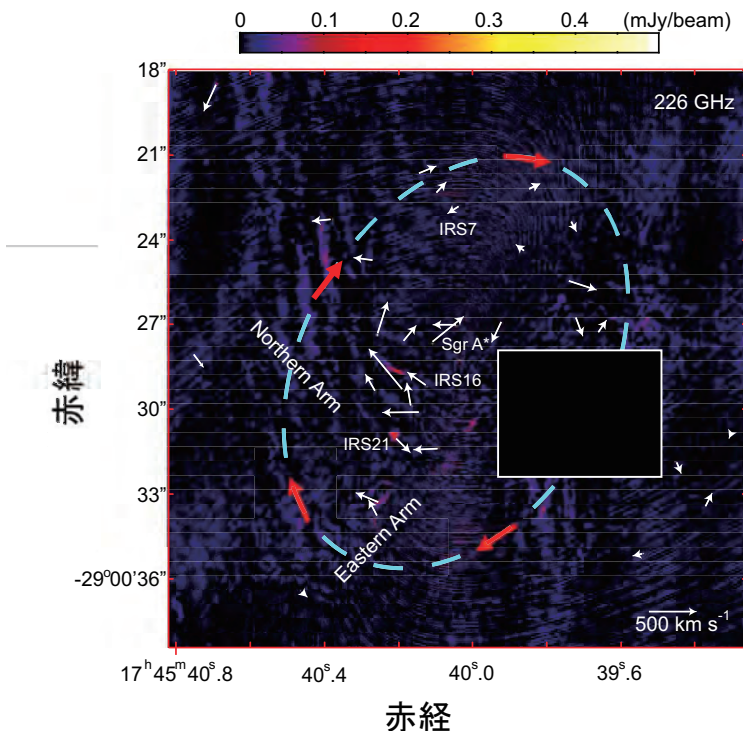 0 0.1 0.2 0.3 0.4 (mJy/beam)
18”
226 GHz
21”
IRS7
24”
27”
Sgr A*
Northern Arm
IRS16
30”
IRS21
33”
Eastern Arm
-29⁰00’36”
500 km s⁻¹
17ʰ45ᵐ40ˢ.8 40ˢ.4 40ˢ.0 39ˢ.6
赤緯
赤経